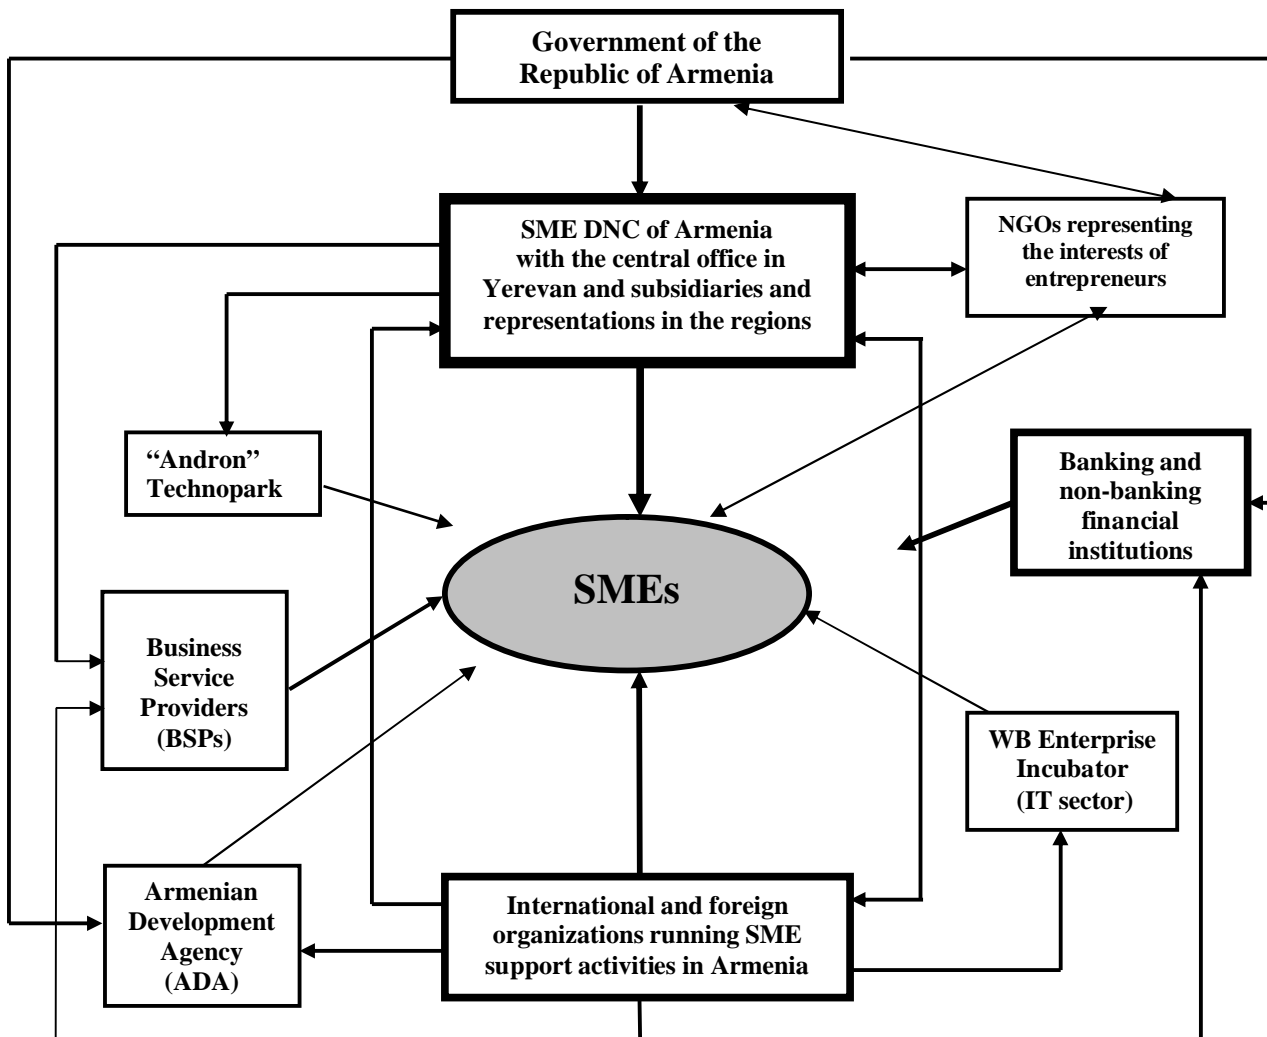 Government of the
Republic of Armenia
SME DNC of Armenia
with the central office in
Yerevan and subsidiaries and
representations in the regions
NGOs representing
the interests of
entrepreneurs
“Andron”
Technopark
Banking and
non-banking
financial
institutions
SMEs
Business
Service
Providers
(BSPs)
WB Enterprise
Incubator
(IT sector)
Armenian
Development
Agency
(ADA)
International and foreign
organizations running SME
support activities in Armenia